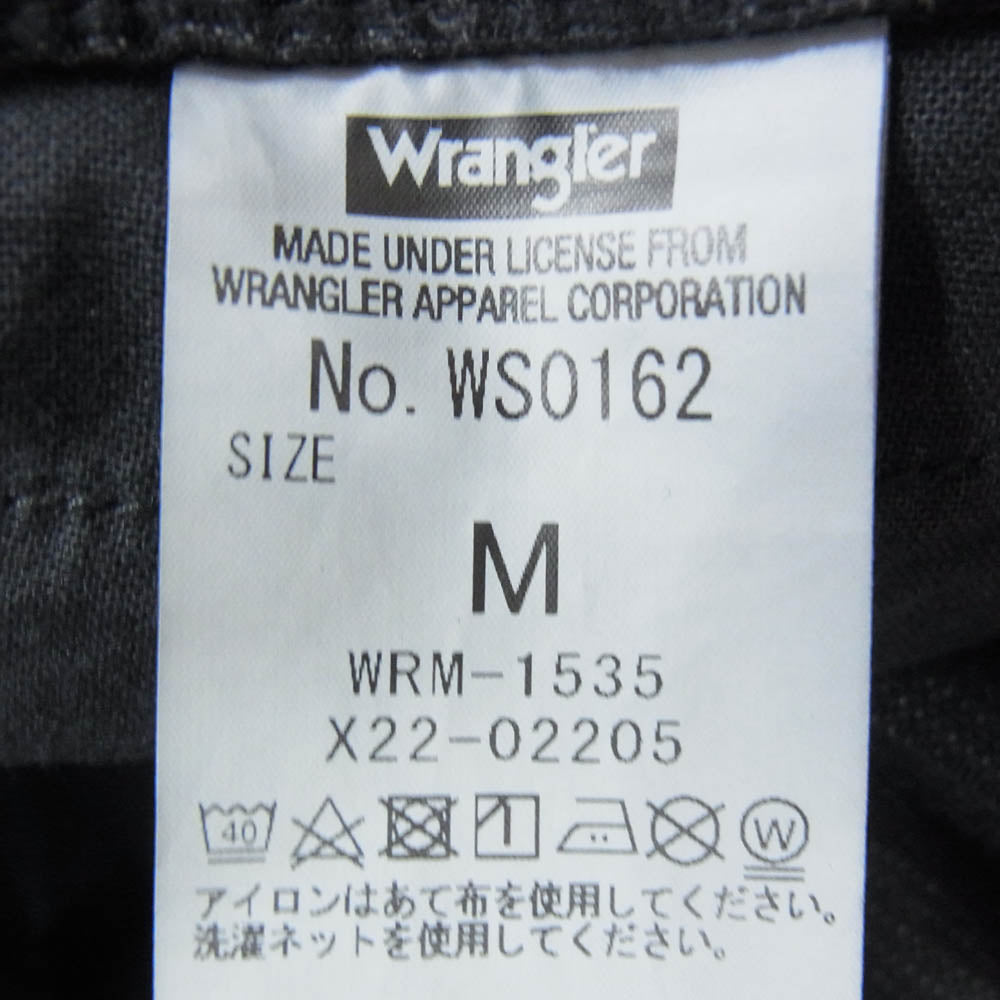 Wrangler
MADE UNDER LICENSE FROM
WRANGLER APPAREL CORPORATION
No. WS0162
SIZE
M
WRM-1535
X22-02205
40 W
アイロンはあて布を使用してください。
洗濯ネットを使用してください。